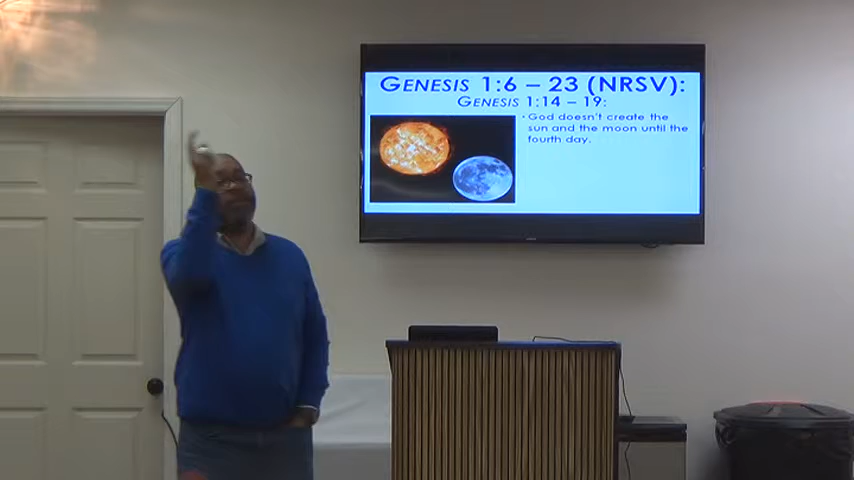 GENESIS 1:6 – 23 (NRSV):
GENESIS 1:14 – 19:
• God doesn't create the
sun and the moon until the
fourth day.